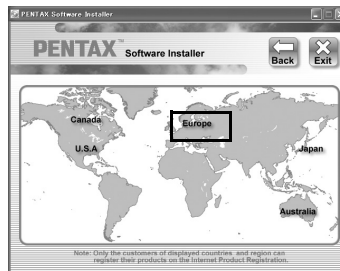 PENTAX Software Installer
PENTAX™ Software Installer
Back
Exit
Canada
Europe
U.S.A
Japan
Australia
Note: Only the customers of displayed countries and region can
register their products on the Internet Product Registration.